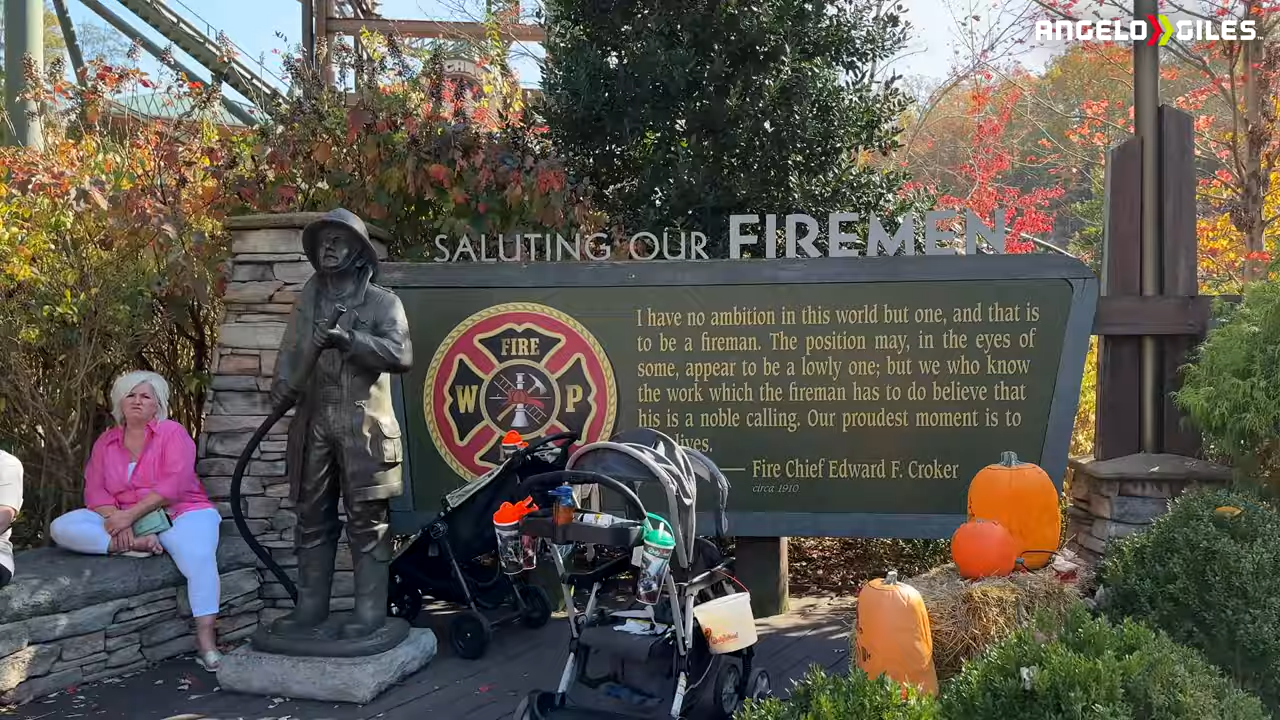 ANGELO GILES
SALUTING OUR FIREMEN
FIRE
W P
I have no ambition in this world but one, and that is
to be a fireman. The position may, in the eyes of
some, appear to be a lowly one; but we who know
the work which the fireman has to do believe that
his is a noble calling. Our proudest moment is to
lives.
— Fire Chief Edward F. Croker
circa 1910